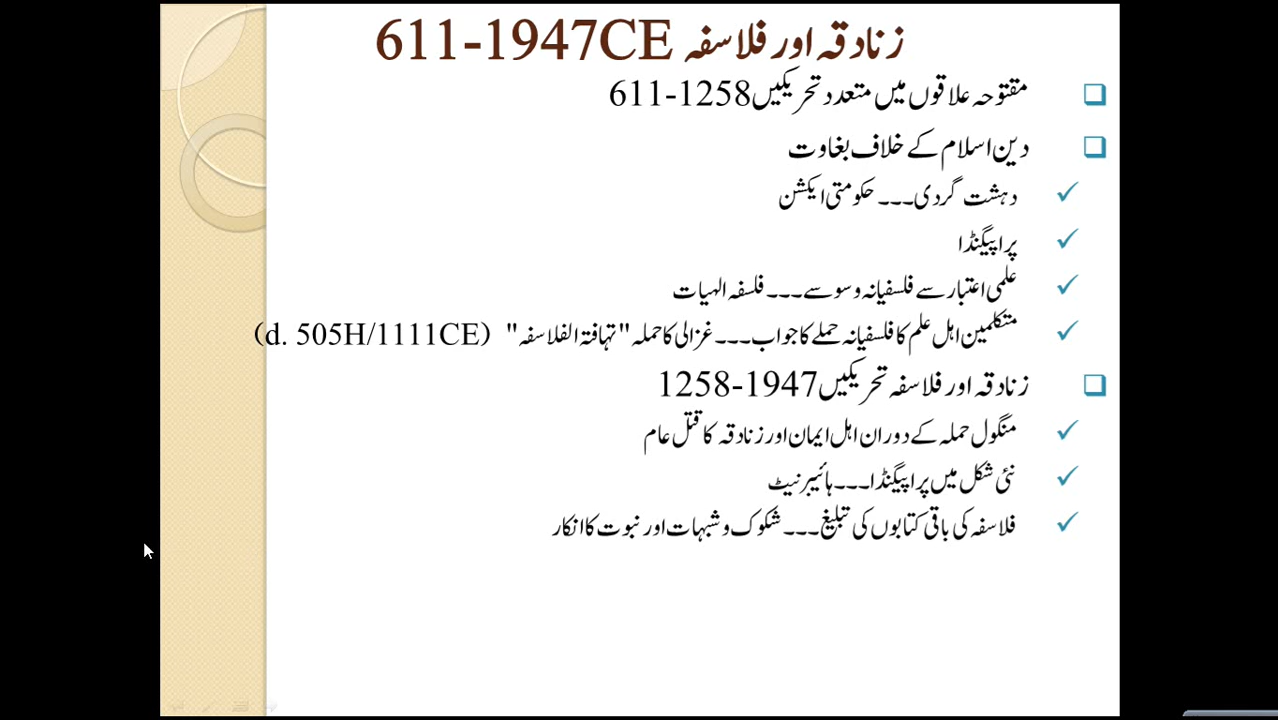 زنادقہ اور فلاسفہ 611-1947CE
مفتوحہ علاقوں میں متعدد تحریکیں 611-1258
دین اسلام کے خلاف بغاوت
دہشت گردی۔۔۔ حکومتی ایکشن
پراپیگنڈا
علمی اعتبار سے فلسفیانہ وسوسے۔۔۔ فلسفہ الہیات
متکلمین اہل علم کا فلسفیانہ حملے کا جواب۔۔۔ غزالی کا حملہ "تہافۃ الفلاسفہ" (d. 505H/1111CE)
زنادقہ اور فلاسفہ تحریکیں 1258-1947
منگول حملہ کے دوران اہل ایمان اور زنادقہ کا قتل عام
نئی شکل میں پراپیگنڈا۔۔۔ ہائیبرنیٹ
فلاسفہ کی باقی کتابوں کی تبلیغ۔۔۔ شکوک و شبہات اور نبوت کا انکار